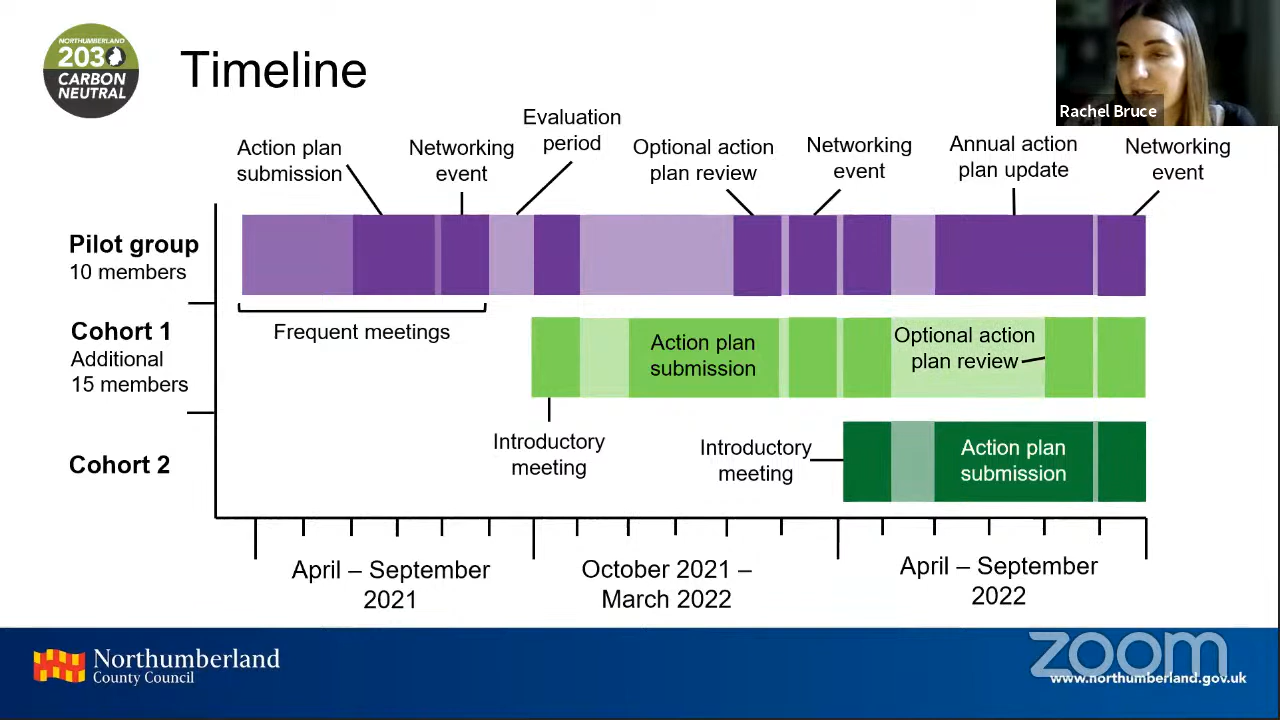 NORTHUMBERLAND
2030
CARBON
NEUTRAL
Timeline
Rachel Bruce
Action plan
submission
Networking
event
Evaluation
period
Optional action
plan review
Networking
event
Annual action
plan update
Networking
event
Pilot group
10 members
Frequent meetings
Cohort 1
Additional
15 members
Action plan
submission
Optional action
plan review
Introductory
meeting
Cohort 2
Introductory
meeting
Action plan
submission
April – September
2021
October 2021 –
March 2022
April – September
2022
Northumberland
County Council
zoom
www.northumberland.gov.uk